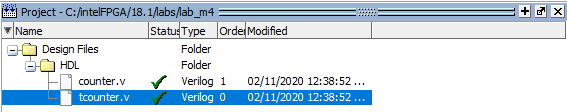 Project - C:/intelFPGA/18.1/labs/lab_m4
Name Status Type Order Modified
Design Files Folder
HDL Folder
counter.v Verilog 1 02/11/2020 12:38:52 ...
tcounter.v Verilog 0 02/11/2020 12:38:52 ...